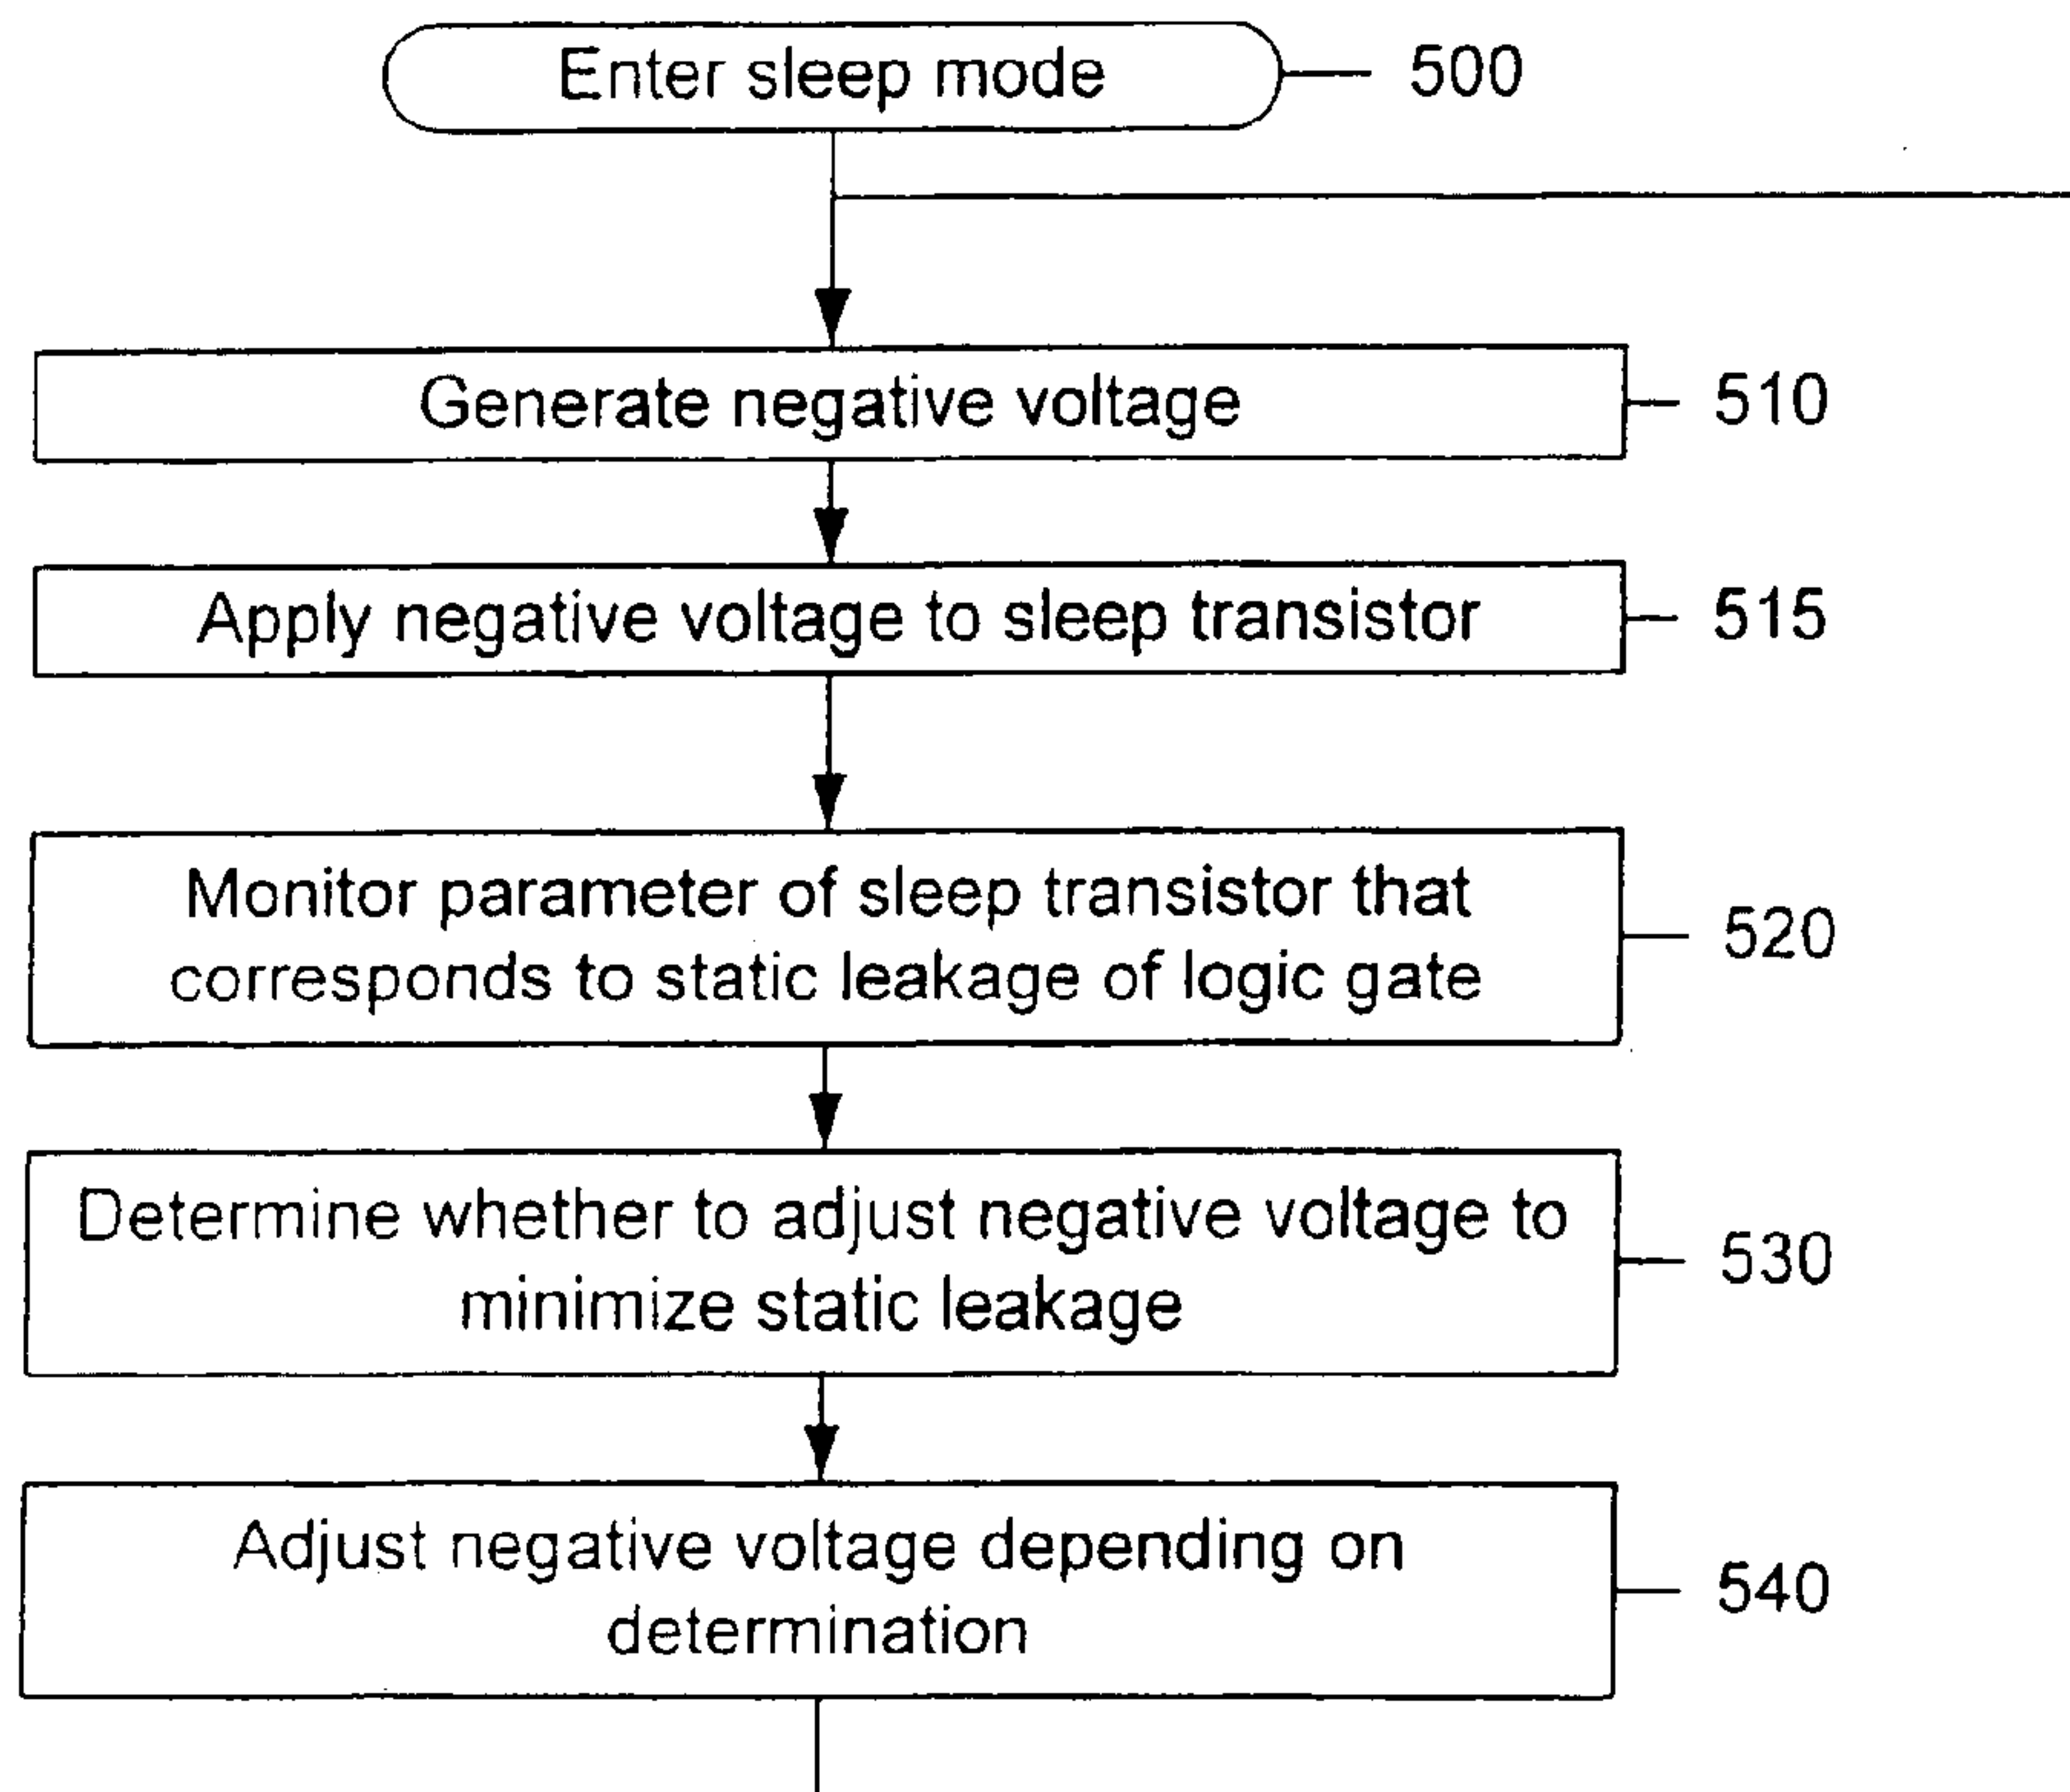 Enter sleep mode
500
Generate negative voltage
510
Apply negative voltage to sleep transistor
515
Monitor parameter of sleep transistor that
corresponds to static leakage of logic gate
520
Determine whether to adjust negative voltage to
minimize static leakage
530
Adjust negative voltage depending on
determination
540